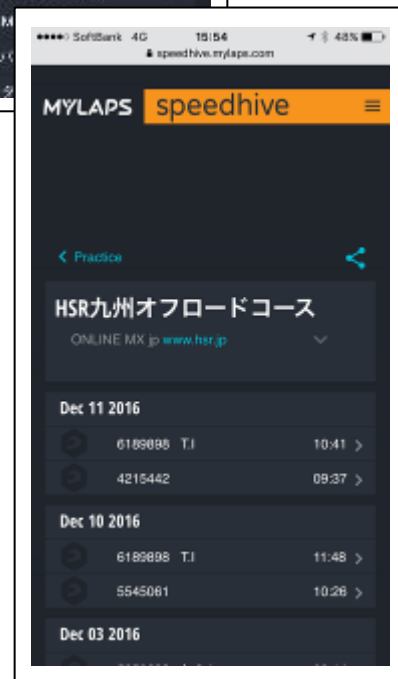 SoftBank 4G 15:54 48%
speedhive.mylaps.com
MYLAPS speedhive
Practice
HSR九州オフロードコース
ONLINE MX jp www.hsr.jp
Dec 11 2016
6189898 T.I 10:41
4215442 09:37
Dec 10 2016
6189898 T.I 11:48
5545061 10:26
Dec 03 2016